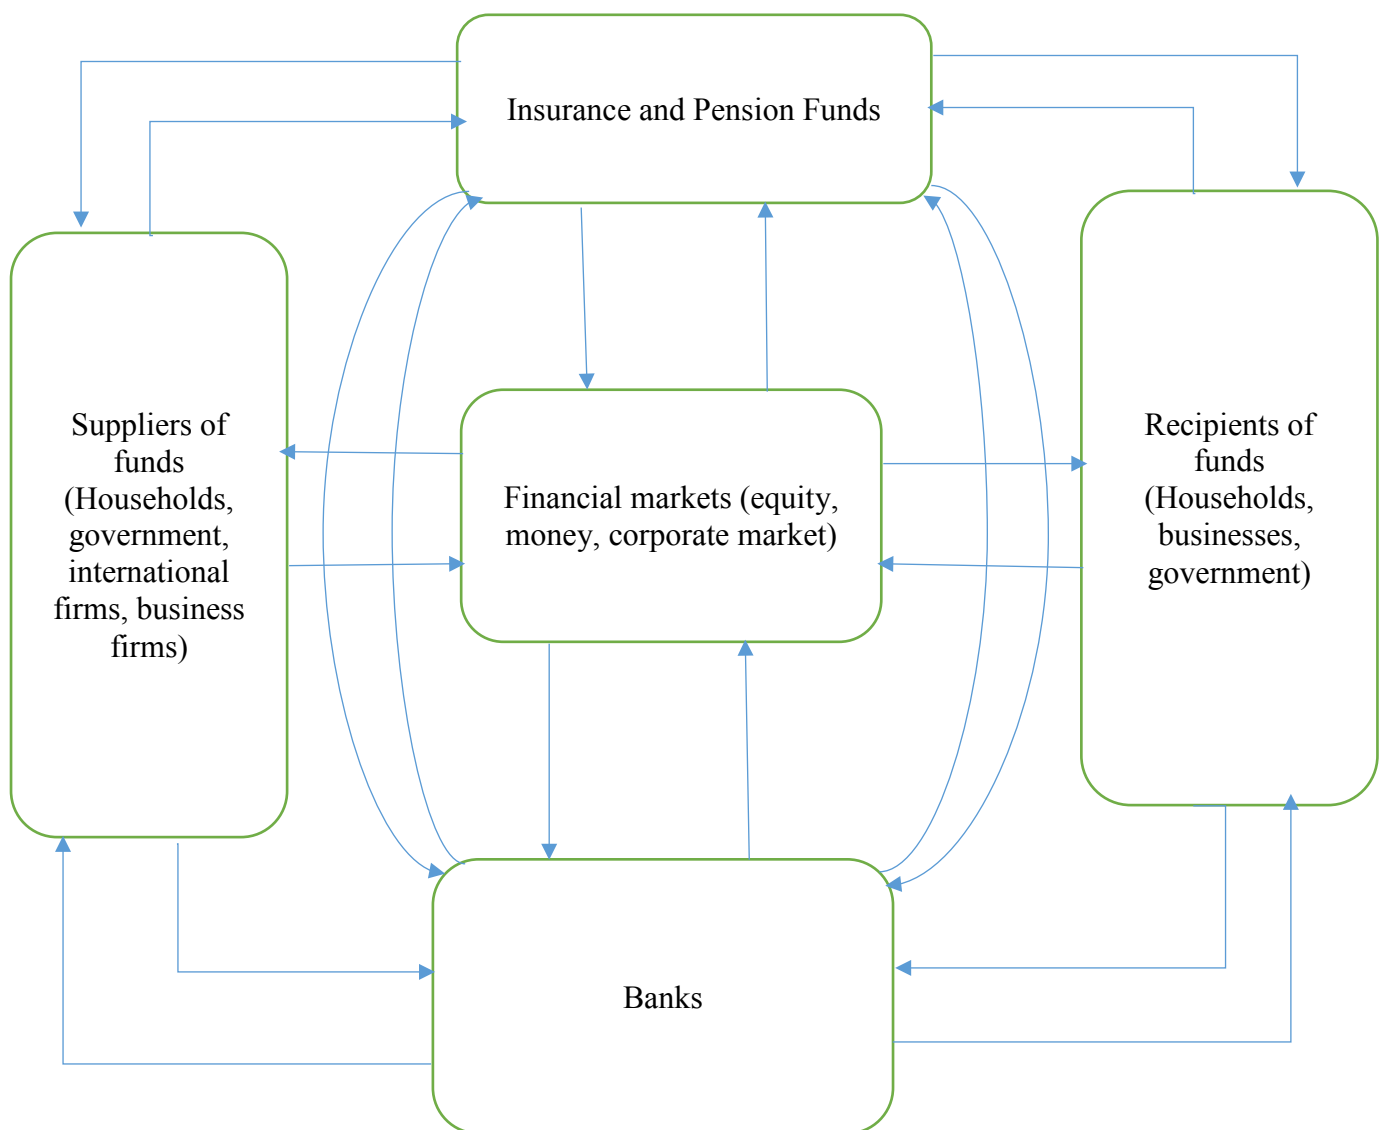 Insurance and Pension Funds
Suppliers of
funds
(Households,
government,
international
firms, business
firms)
Financial markets (equity,
money, corporate market)
Recipients of
funds
(Households,
businesses,
government)
Banks